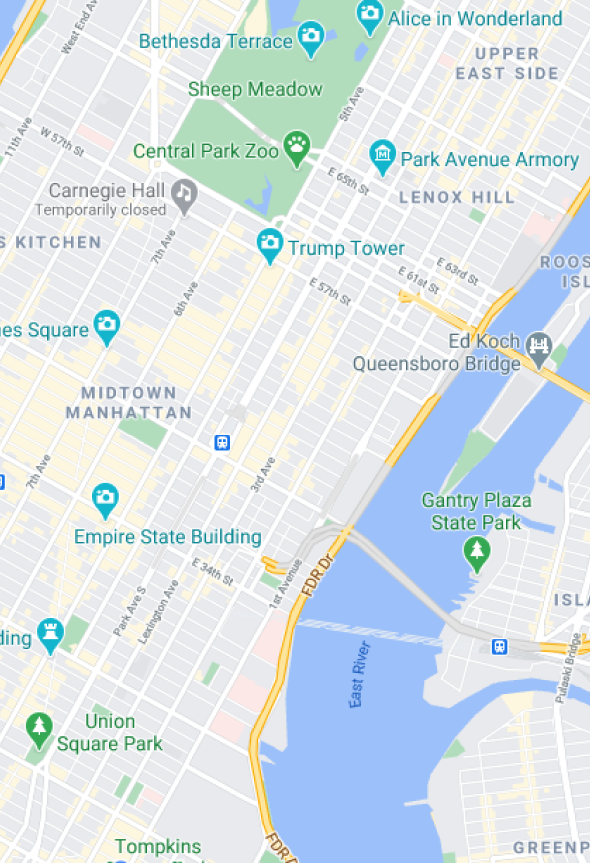 Alice in Wonderland
West End Av
Bethesda Terrace
UPPER
EAST SIDE
Sheep Meadow
5th Ave
11th Ave
W 57th St
Central Park Zoo
Park Avenue Armory
E 65th St
Carnegie Hall
Temporarily closed
LENOX HILL
S KITCHEN
7th Ave
Trump Tower
E 61st St
E 63rd St
ROOS
ISL
E 57th St
6th Ave
nes Square
Ed Koch
Queensboro Bridge
MIDTOWN
MANHATTAN
7th Ave
3rd Ave
Gantry Plaza
State Park
Empire State Building
E 34th St
1st Avenue
FDR Dr
Park Ave S
Lexington Ave
ISLA
ding
East River
Pulaski Bridge
Union
Square Park
Tompkins
FDR D
GREENP